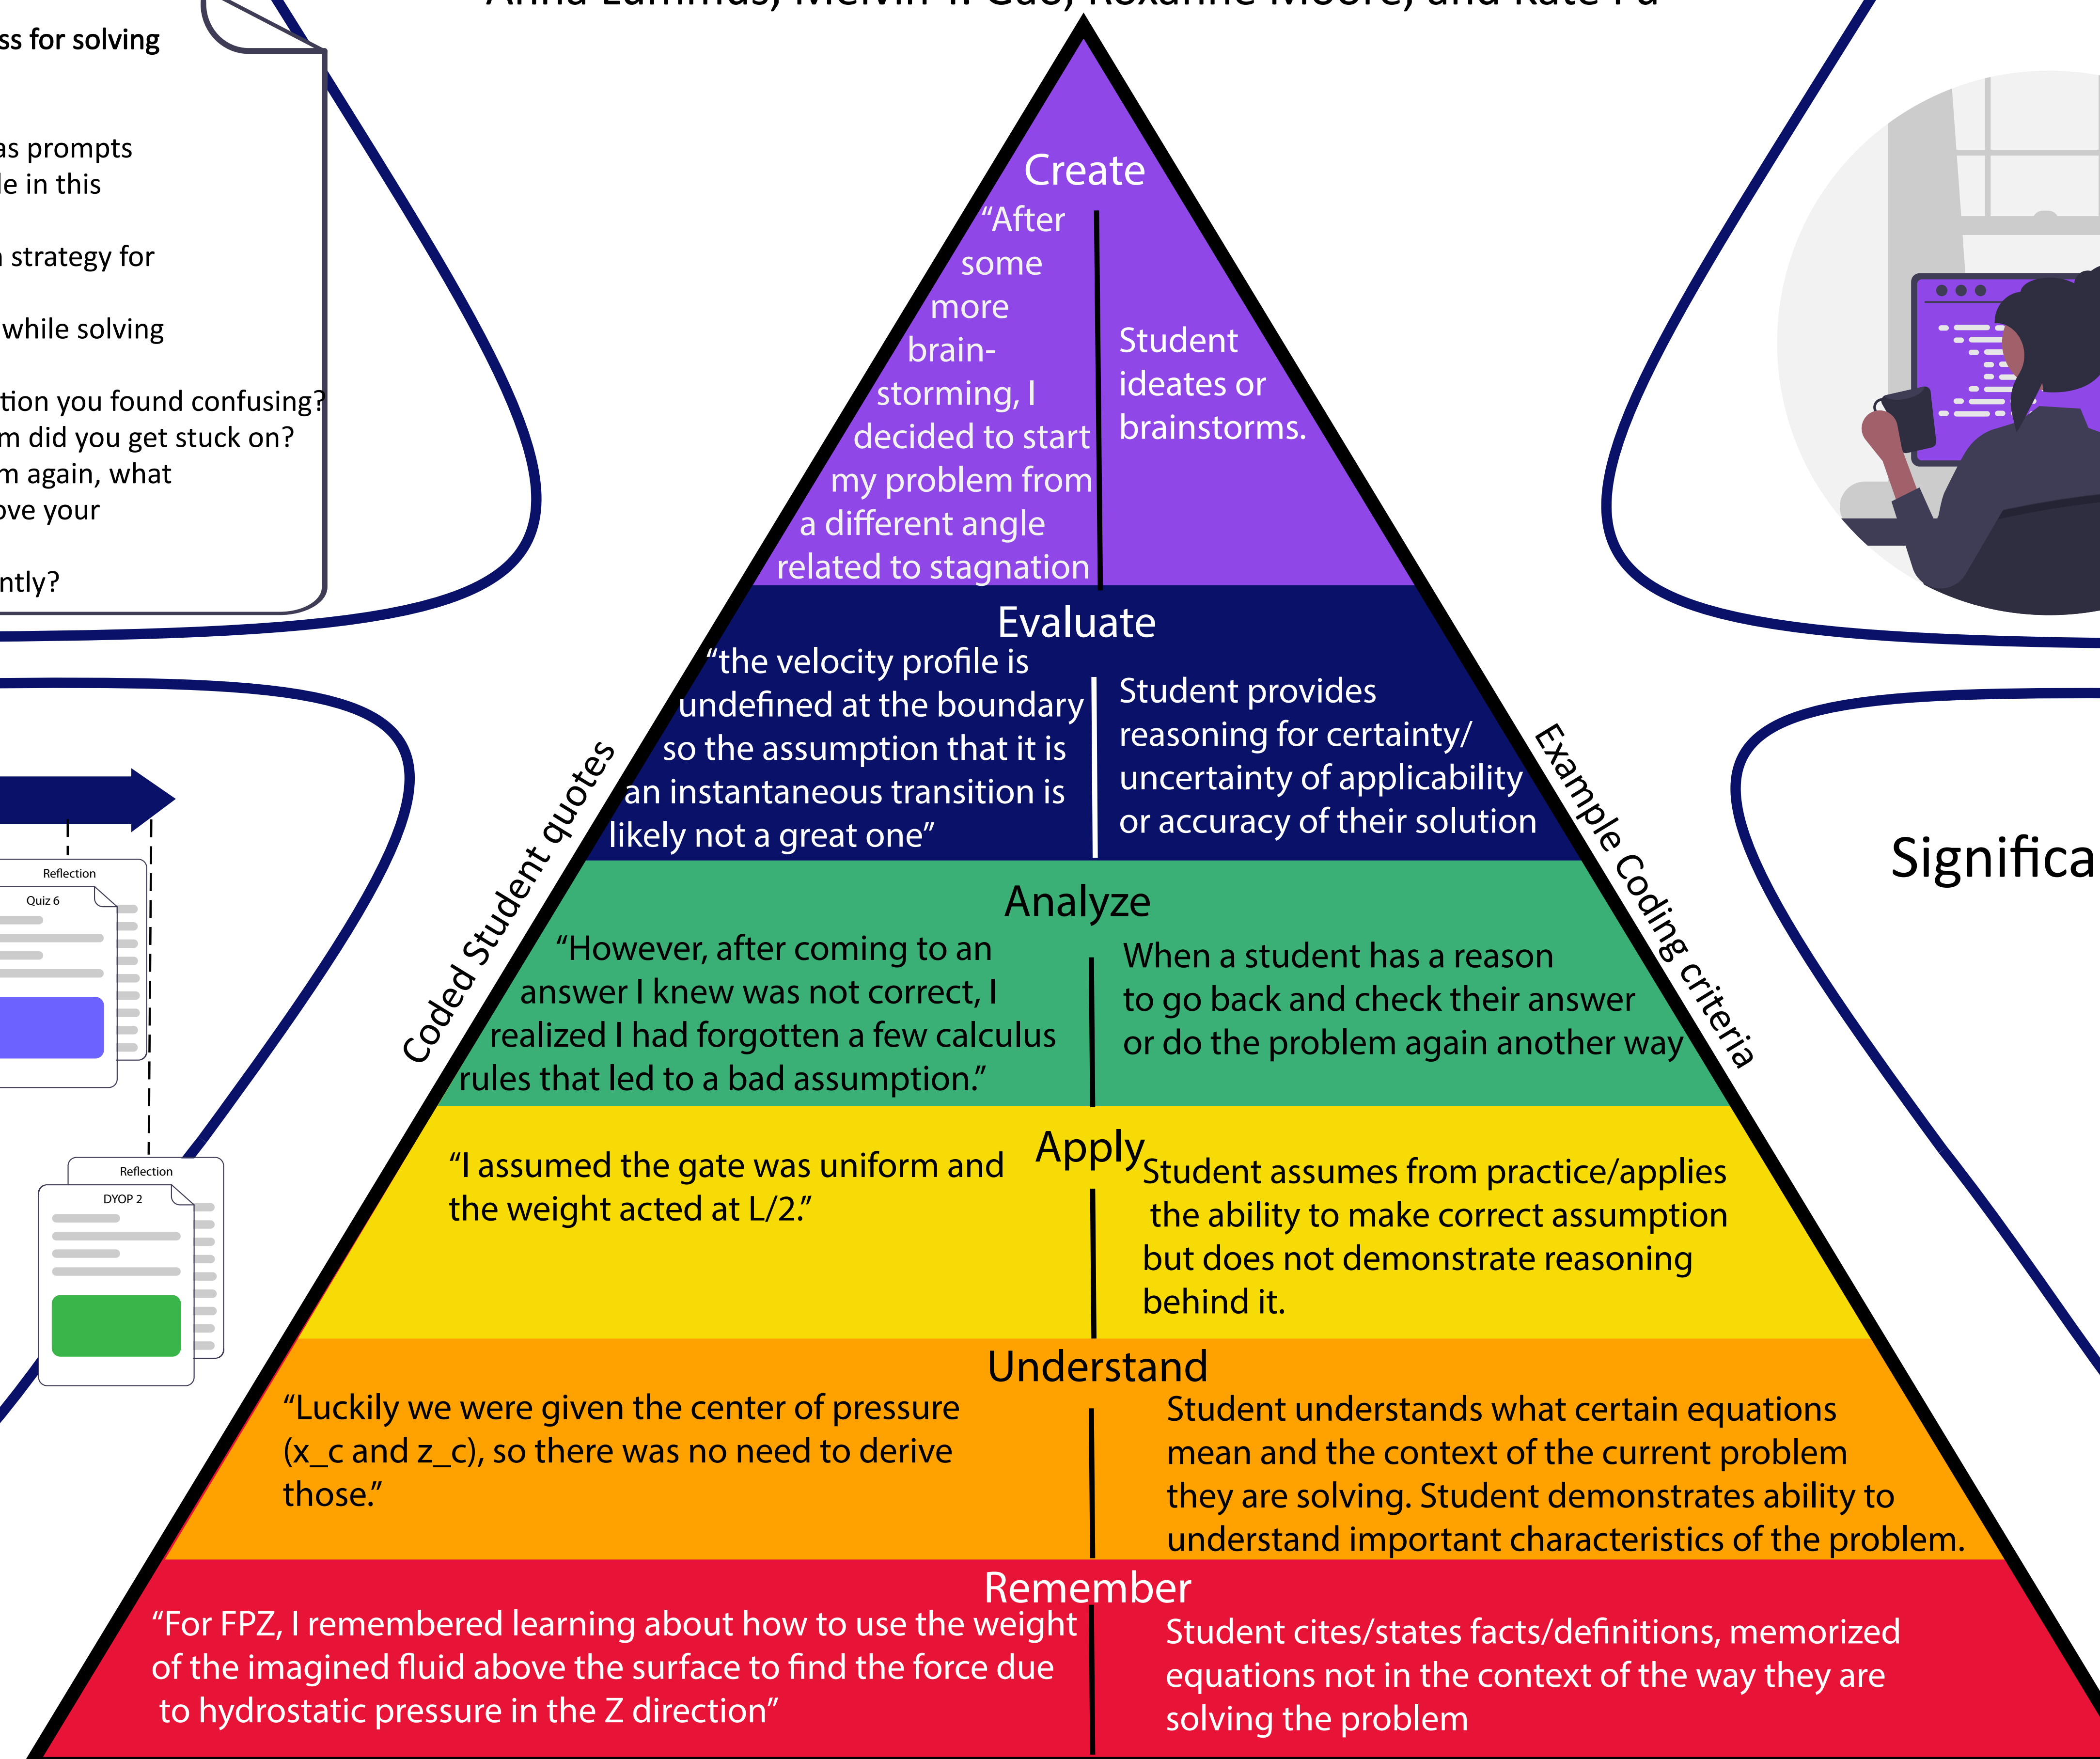 ss for solving
as prompts
le in this
strategy for
while solving
tion you found confusing?
m did you get stuck on?
m again, what
ove your
ntly?
Create
“After
some
more
brain-
storming, I
decided to start
my problem from
a different angle
related to stagnation
Student
ideates or
brainstorms.
Evaluate
“the velocity profile is
undefined at the boundary
so the assumption that it is
an instantaneous transition is
likely not a great one”
Student provides
reasoning for certainty/
uncertainty of applicability
or accuracy of their solution
Coded Student quotes
Example Coding criteria
Analyze
“However, after coming to an
answer I knew was not correct, I
realized I had forgotten a few calculus
rules that led to a bad assumption.”
When a student has a reason
to go back and check their answer
or do the problem again another way
Apply
“I assumed the gate was uniform and
the weight acted at L/2.”
Student assumes from practice/applies
the ability to make correct assumption
but does not demonstrate reasoning
behind it.
Understand
“Luckily we were given the center of pressure
(x_c and z_c), so there was no need to derive
those.”
Student understands what certain equations
mean and the context of the current problem
they are solving. Student demonstrates ability to
understand important characteristics of the problem.
Remember
“For FPZ, I remembered learning about how to use the weight
of the imagined fluid above the surface to find the force due
to hydrostatic pressure in the Z direction”
Student cites/states facts/definitions, memorized
equations not in the context of the way they are
solving the problem
Reflection
Quiz 6
Reflection
DYOP 2
Significa